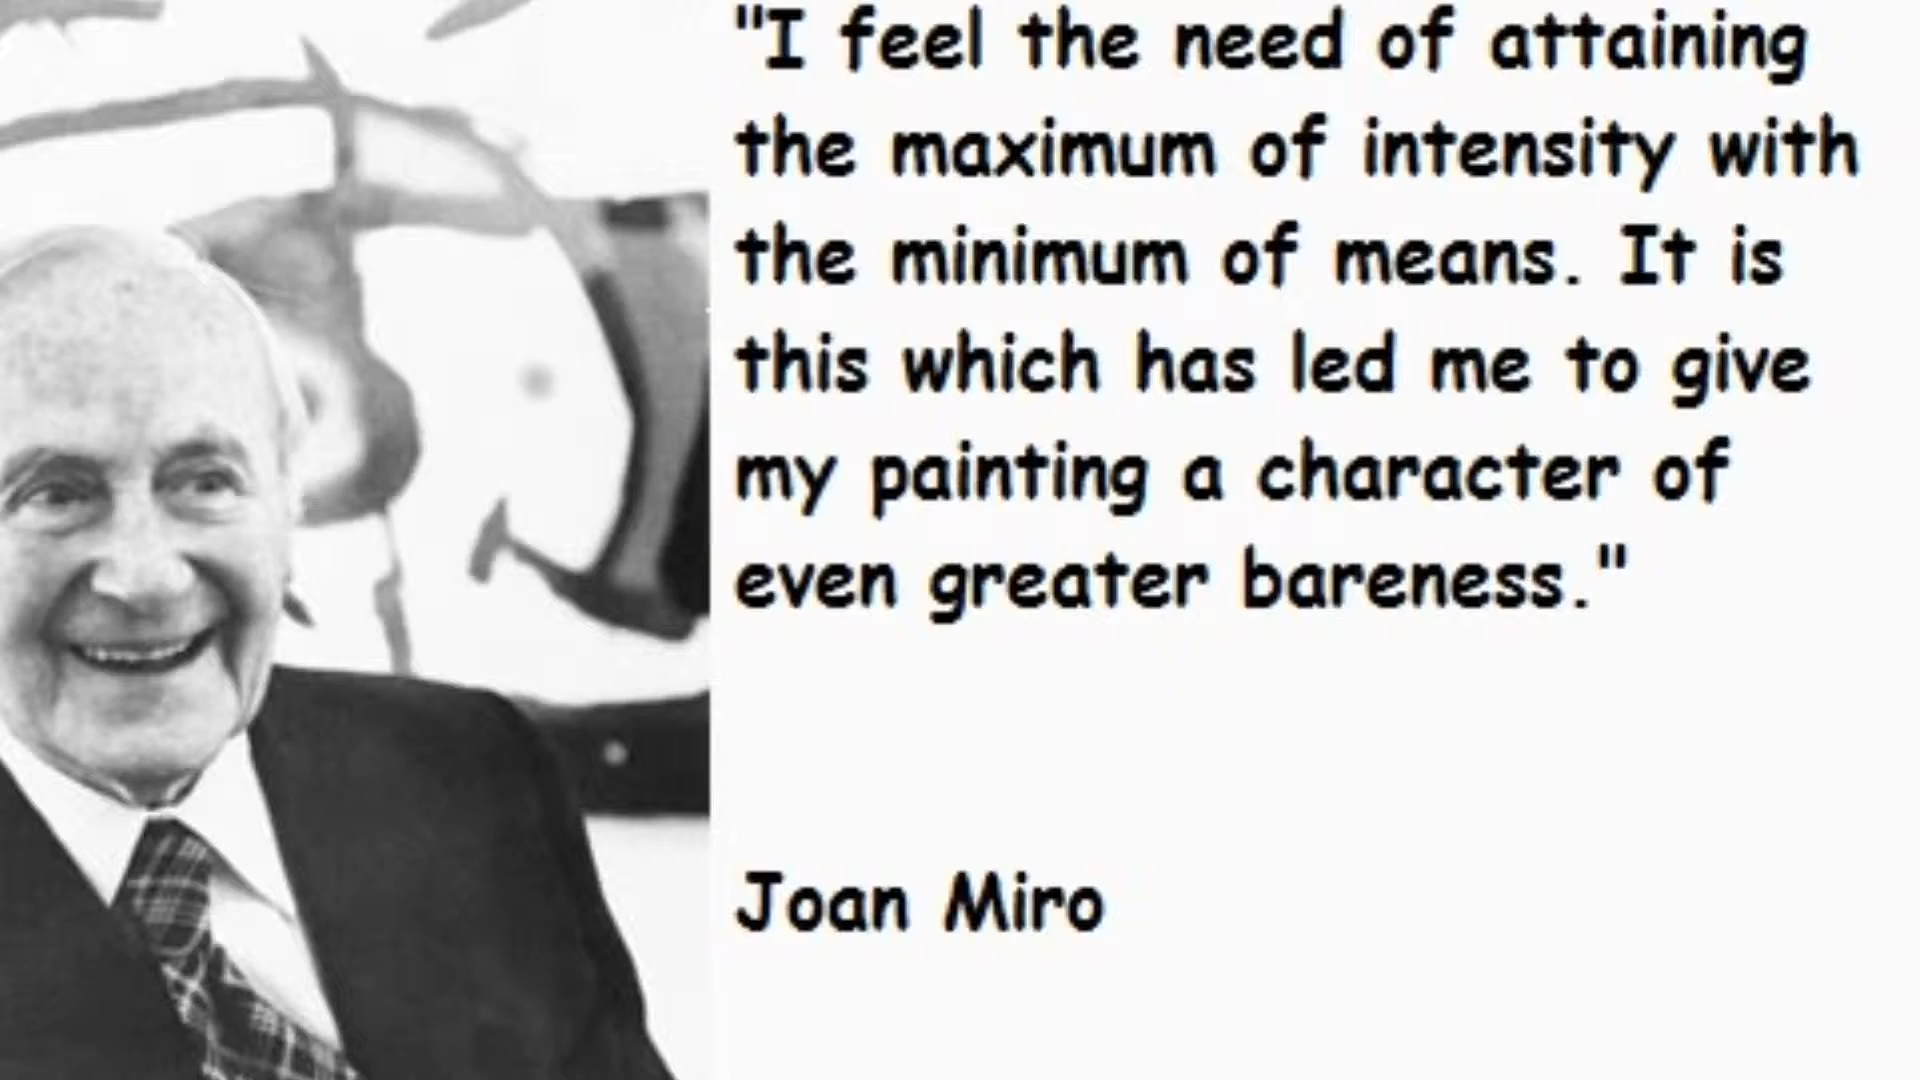 "I feel the need of attaining
the maximum of intensity with
the minimum of means. It is
this which has led me to give
my painting a character of
even greater bareness."
Joan Miro